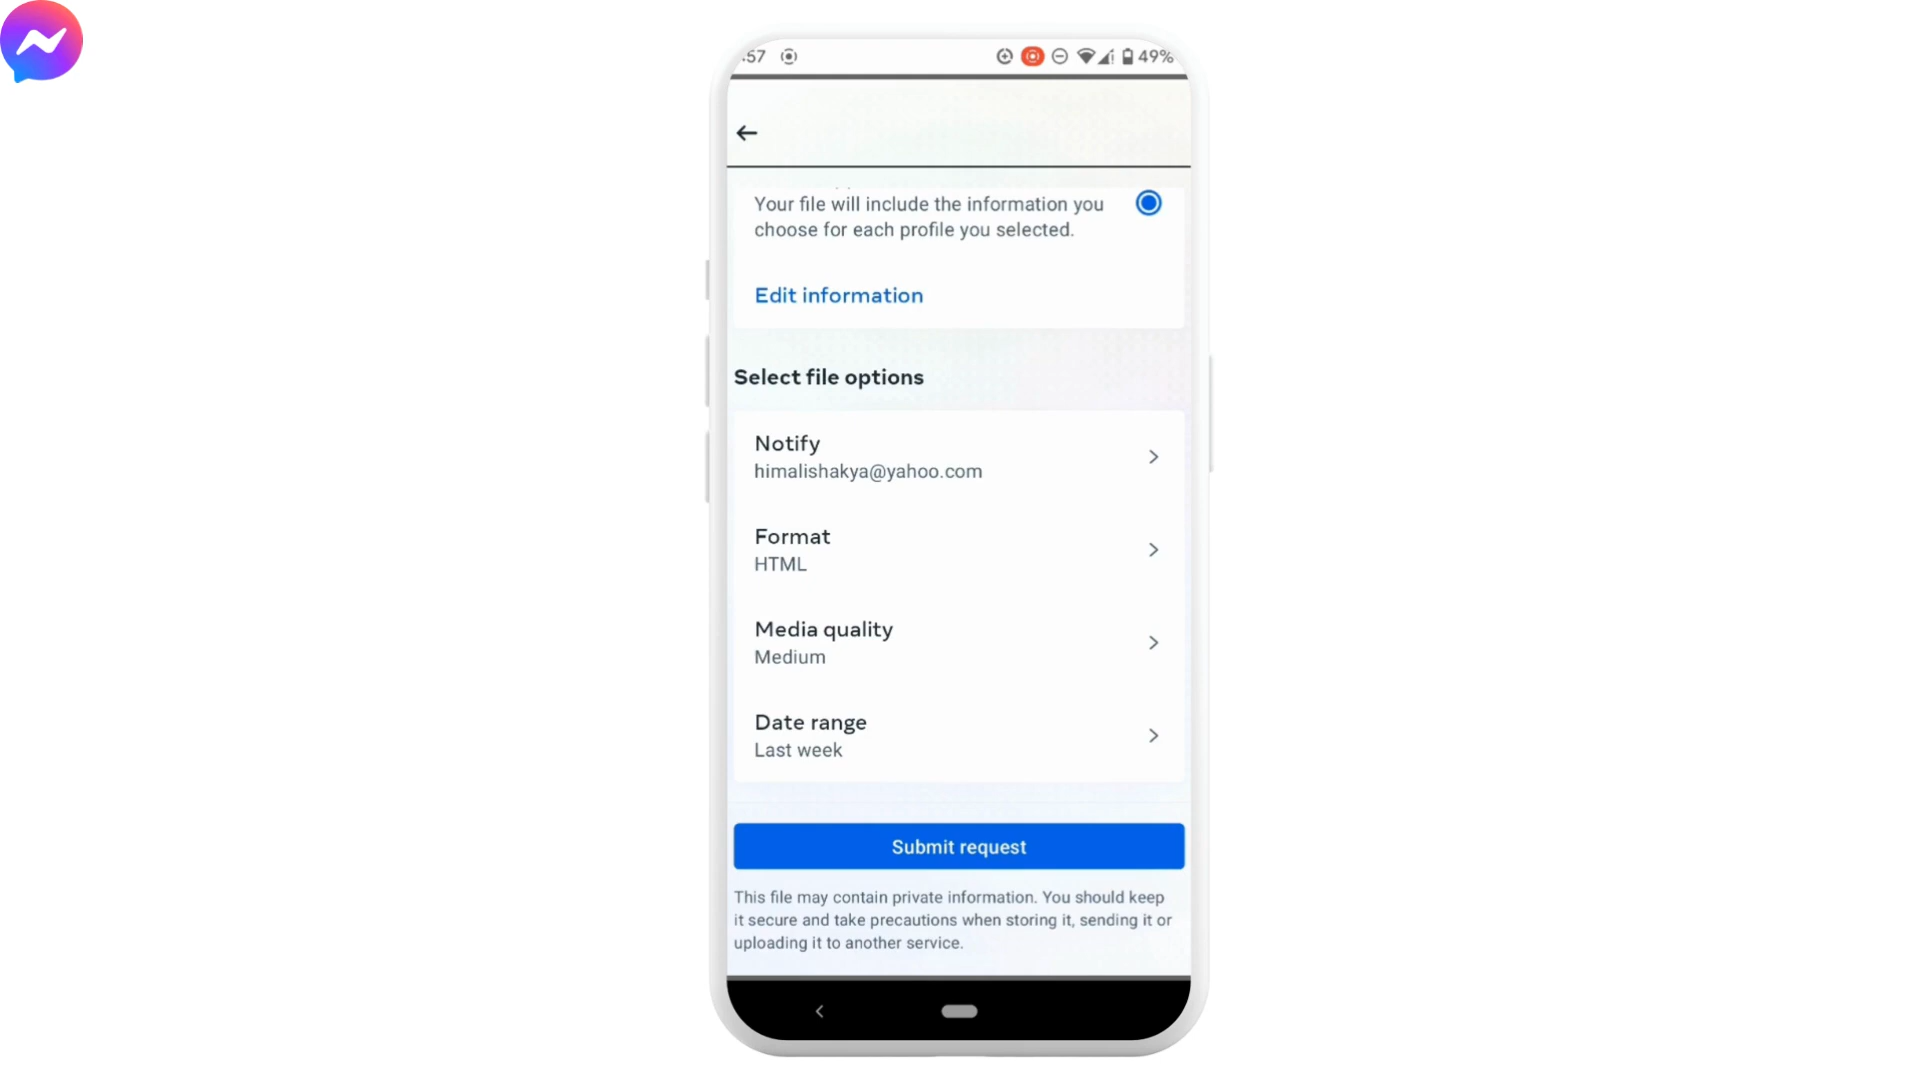 :57
49%
Your file will include the information you
choose for each profile you selected.
Edit information
Select file options
Notify
himalishakya@yahoo.com
Format
HTML
Media quality
Medium
Date range
Last week
Submit request
This file may contain private information. You should keep
it secure and take precautions when storing it, sending it or
uploading it to another service.